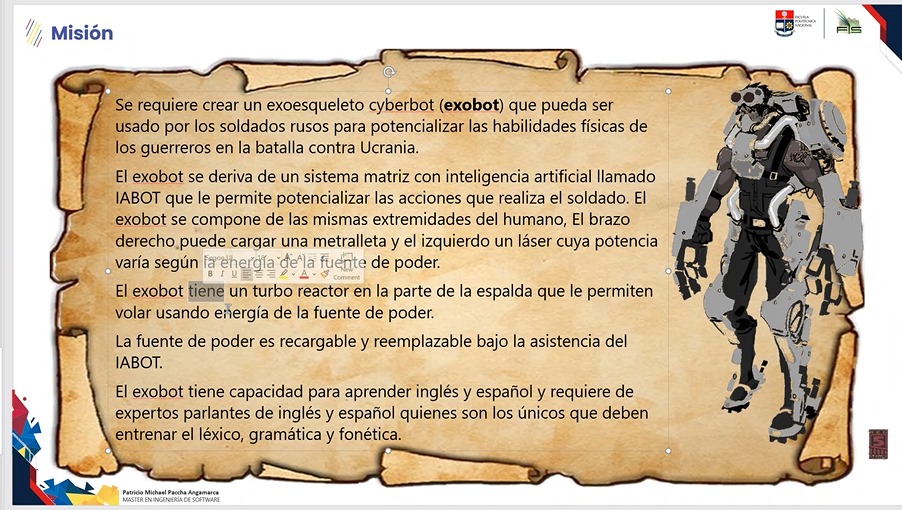 Misión
ESCUELA
POLITÉCNICA
NACIONAL
FIS
Se requiere crear un exoesqueleto cyberbot (exobot) que pueda ser
usado por los soldados rusos para potencializar las habilidades físicas de
los guerreros en la batalla contra Ucrania.
El exobot se deriva de un sistema matriz con inteligencia artificial llamado
IABOT que le permite potencializar las acciones que realiza el soldado. El
exobot se compone de las mismas extremidades del humano, El brazo
derecho puede cargar una metralleta y el izquierdo un láser cuya potencia
varía según la energía de la fuente de poder.
New
Comment
El exobot tiene un turbo reactor en la parte de la espalda que le permiten
volar usando energía de la fuente de poder.
La fuente de poder es recargable y reemplazable bajo la asistencia del
IABOT.
El exobot tiene capacidad para aprender inglés y español y requiere de
expertos parlantes de inglés y español quienes son los únicos que deben
entrenar el léxico, gramática y fonética.
Patricio Michael Paccha Angamarca
MASTER EN INGENIERÍA DE SOFTWARE